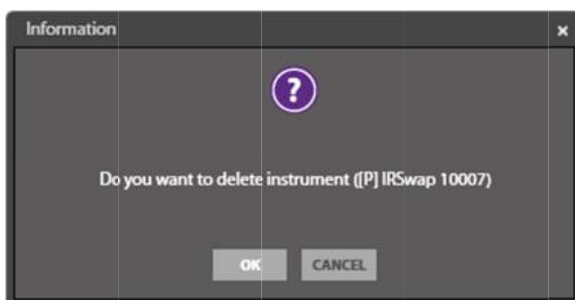 Information ×
?
Do you want to delete instrument ([P] IRSwap 10007)
OK CANCEL